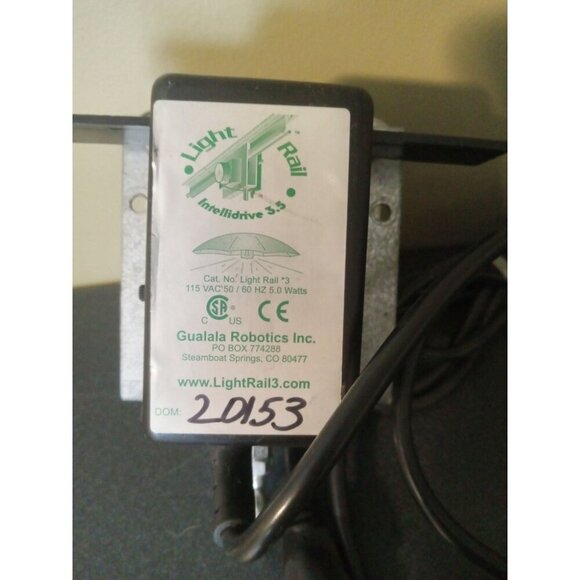 • Light Rail •
Intellidrive 3.5
Cat. No. Light Rail *3
115 VAC 50 / 60 HZ 5.0 Watts
C SA US CE
Gualala Robotics Inc.
PO BOX 774288
Steamboat Springs, CO 80477
www.LightRail3.com
DOM: 20153